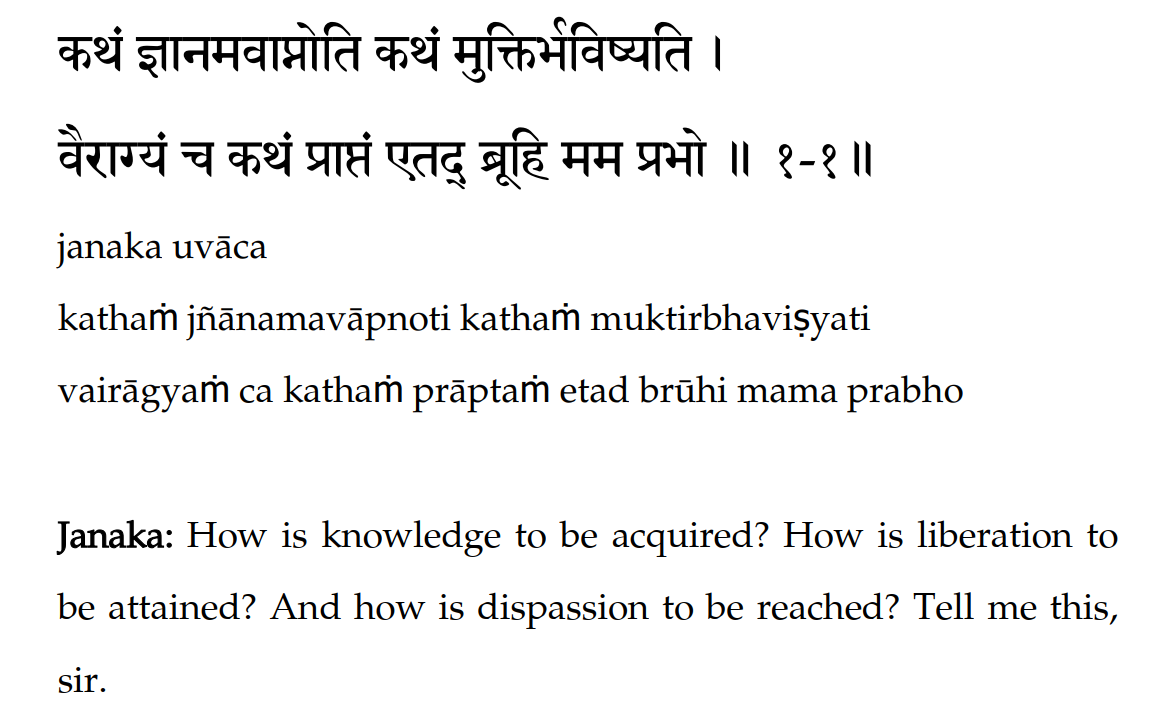 कथं ज्ञानमवाप्नोति कथं मुक्तिर्भविष्यति ।
वैराग्यं च कथं प्राप्तं एतद् ब्रूहि मम प्रभो ॥ १-१॥
janaka uvāca
kathaṁ jñānamavāpnoti kathaṁ muktirbhaviṣyati
vairāgyaṁ ca kathaṁ prāptaṁ etad brūhi mama prabho
Janaka: How is knowledge to be acquired? How is liberation to
be attained? And how is dispassion to be reached? Tell me this,
sir.